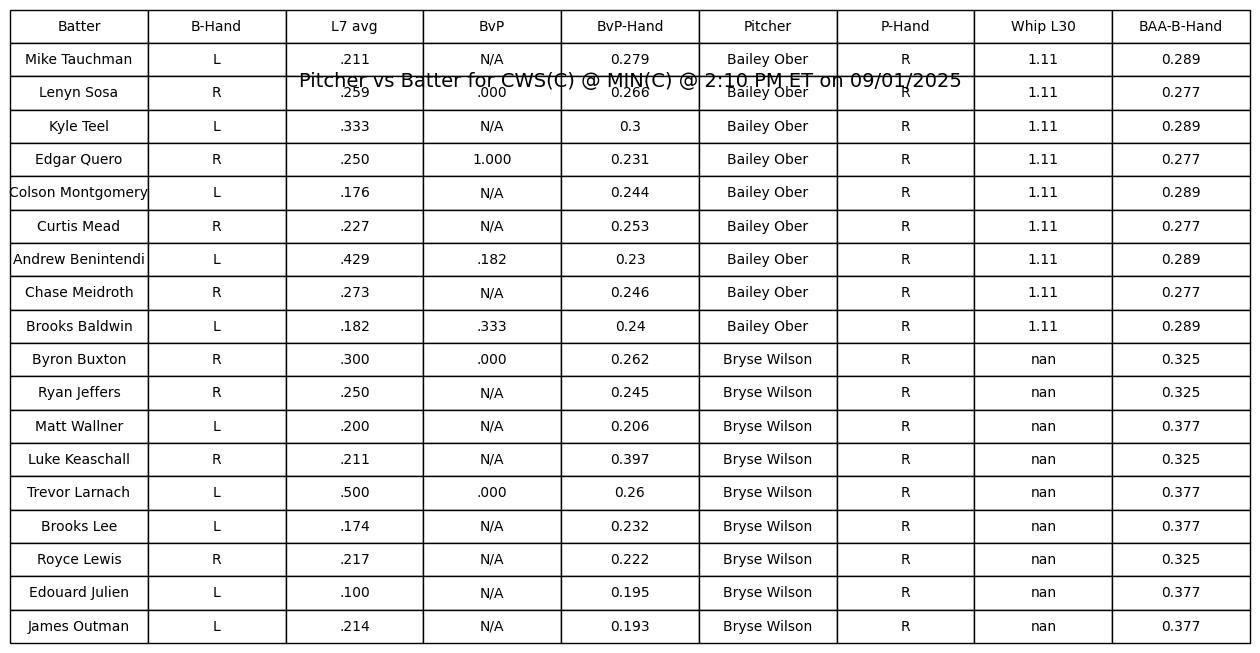 Batter B-Hand L7 avg BvP BvP-Hand Pitcher P-Hand Whip L30 BAA-B-Hand
Mike Tauchman L .211 N/A 0.279 Bailey Ober R 1.11 0.289
Pitcher vs Batter for CWS(C) @ MIN(C) @ 2:10 PM ET on 09/01/2025
Lenyn Sosa R .259 .000 0.266 Bailey Ober R 1.11 0.277
Kyle Teel L .333 N/A 0.3 Bailey Ober R 1.11 0.289
Edgar Quero R .250 1.000 0.231 Bailey Ober R 1.11 0.277
Colson Montgomery L .176 N/A 0.244 Bailey Ober R 1.11 0.289
Curtis Mead R .227 N/A 0.253 Bailey Ober R 1.11 0.277
Andrew Benintendi L .429 .182 0.23 Bailey Ober R 1.11 0.289
Chase Meidroth R .273 N/A 0.246 Bailey Ober R 1.11 0.277
Brooks Baldwin L .182 .333 0.24 Bailey Ober R 1.11 0.289
Byron Buxton R .300 .000 0.262 Bryse Wilson R nan 0.325
Ryan Jeffers R .250 N/A 0.245 Bryse Wilson R nan 0.325
Matt Wallner L .200 N/A 0.206 Bryse Wilson R nan 0.377
Luke Keaschall R .211 N/A 0.397 Bryse Wilson R nan 0.325
Trevor Larnach L .500 .000 0.26 Bryse Wilson R nan 0.377
Brooks Lee L .174 N/A 0.232 Bryse Wilson R nan 0.377
Royce Lewis R .217 N/A 0.222 Bryse Wilson R nan 0.325
Edouard Julien L .100 N/A 0.195 Bryse Wilson R nan 0.377
James Outman L .214 N/A 0.193 Bryse Wilson R nan 0.377